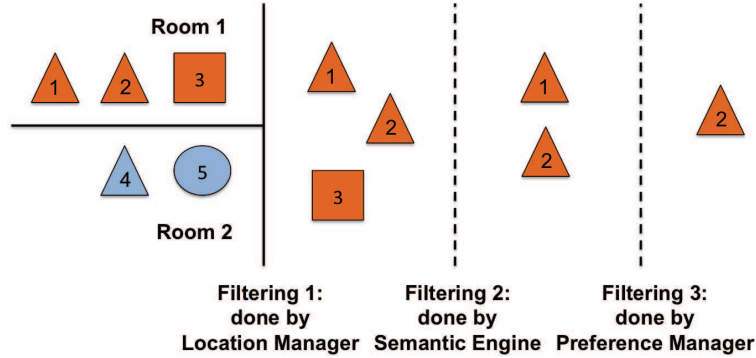 Room 1
1 2 3
4 5
Room 2
1
2
3
1
2
2
Filtering 1:
done by
Location Manager
Filtering 2:
done by
Semantic Engine
Filtering 3:
done by
Preference Manager